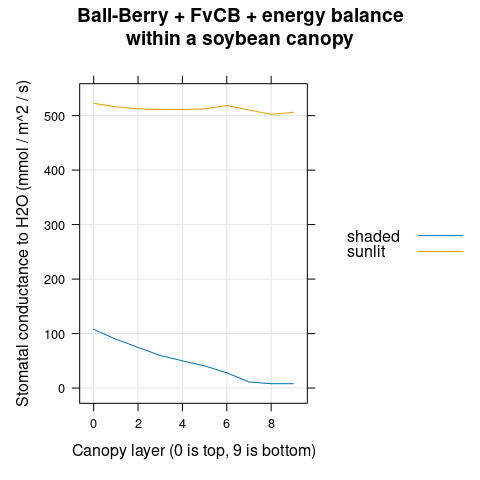 Ball-Berry + FvCB + energy balance
within a soybean canopy
Stomatal conductance to H2O (mmol / m^2 / s)
500
400
300
200
100
0
0 2 4 6 8
Canopy layer (0 is top, 9 is bottom)
shaded
sunlit